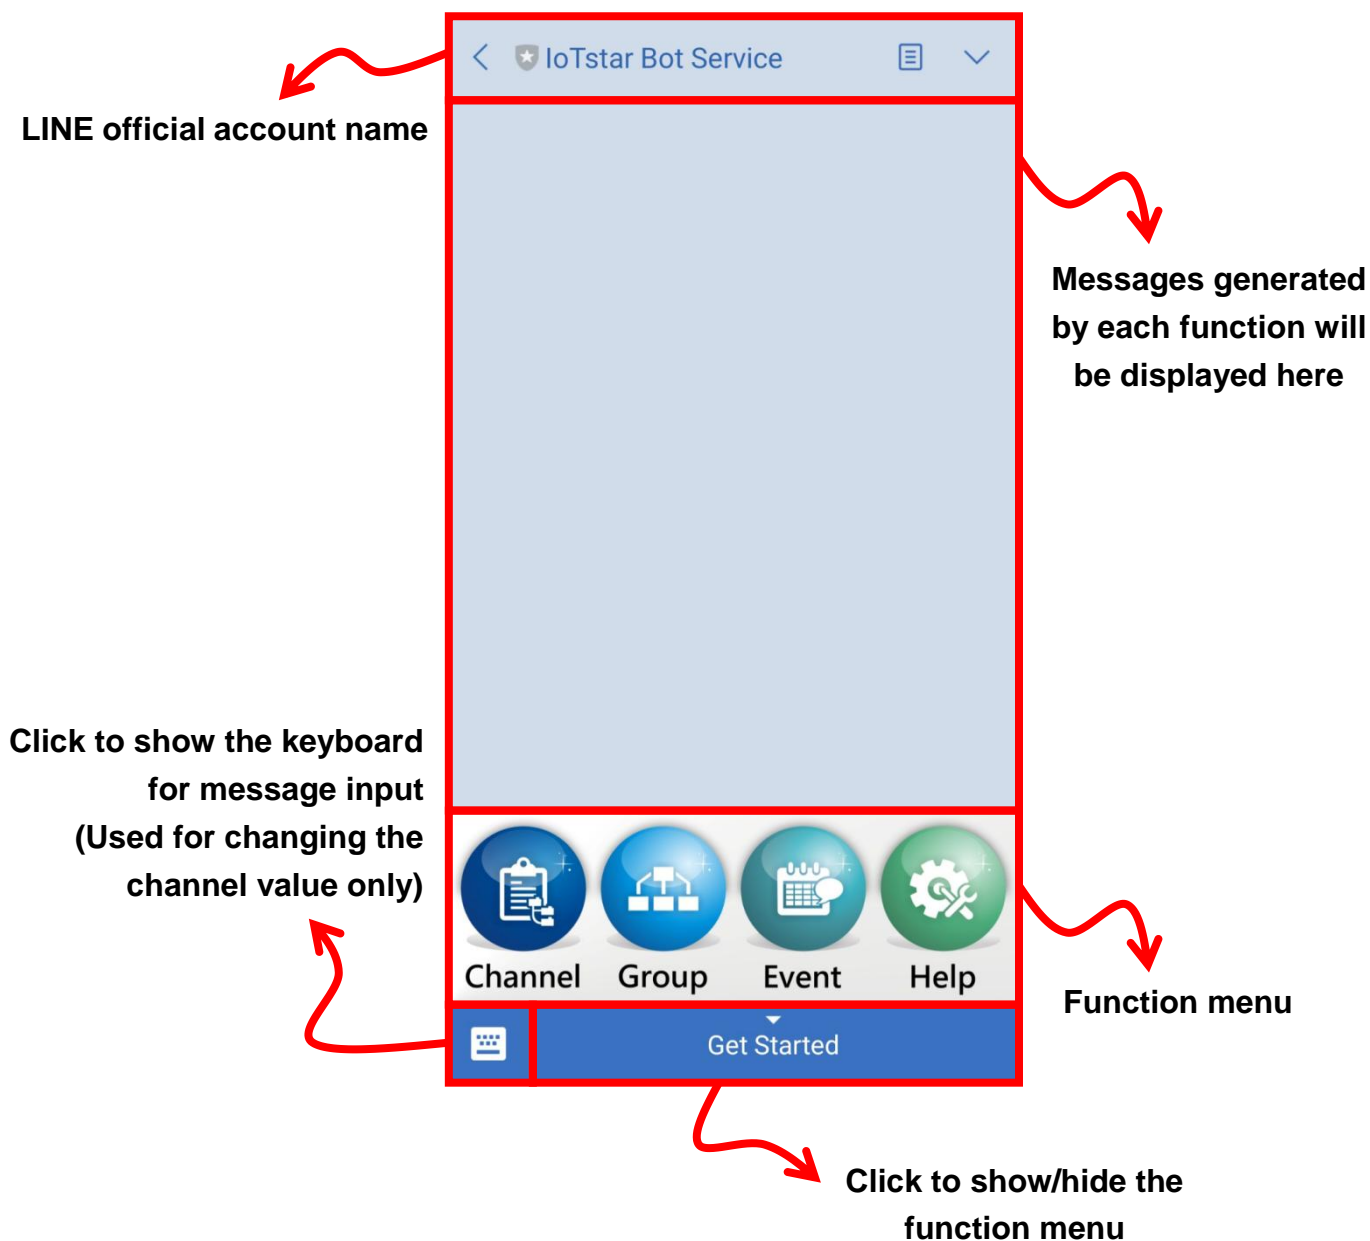 IoTstar Bot Service
LINE official account name
Messages generated
by each function will
be displayed here
Click to show the keyboard
for message input
(Used for changing the
channel value only)
Channel Group Event Help
Function menu
Get Started
Click to show/hide the
function menu